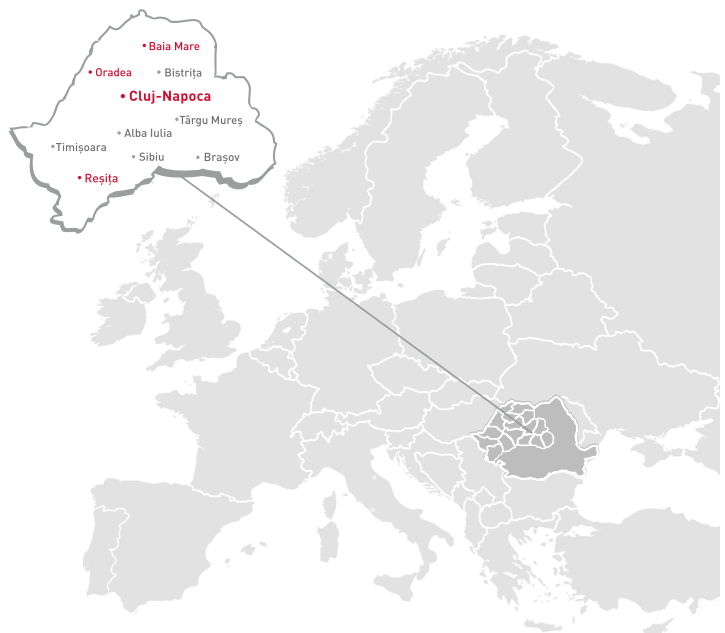 Baia Mare
Oradea
Bistrița
Cluj-Napoca
Târgu Mureș
Alba Iulia
Timișoara
Sibiu
Brașov
Reșița